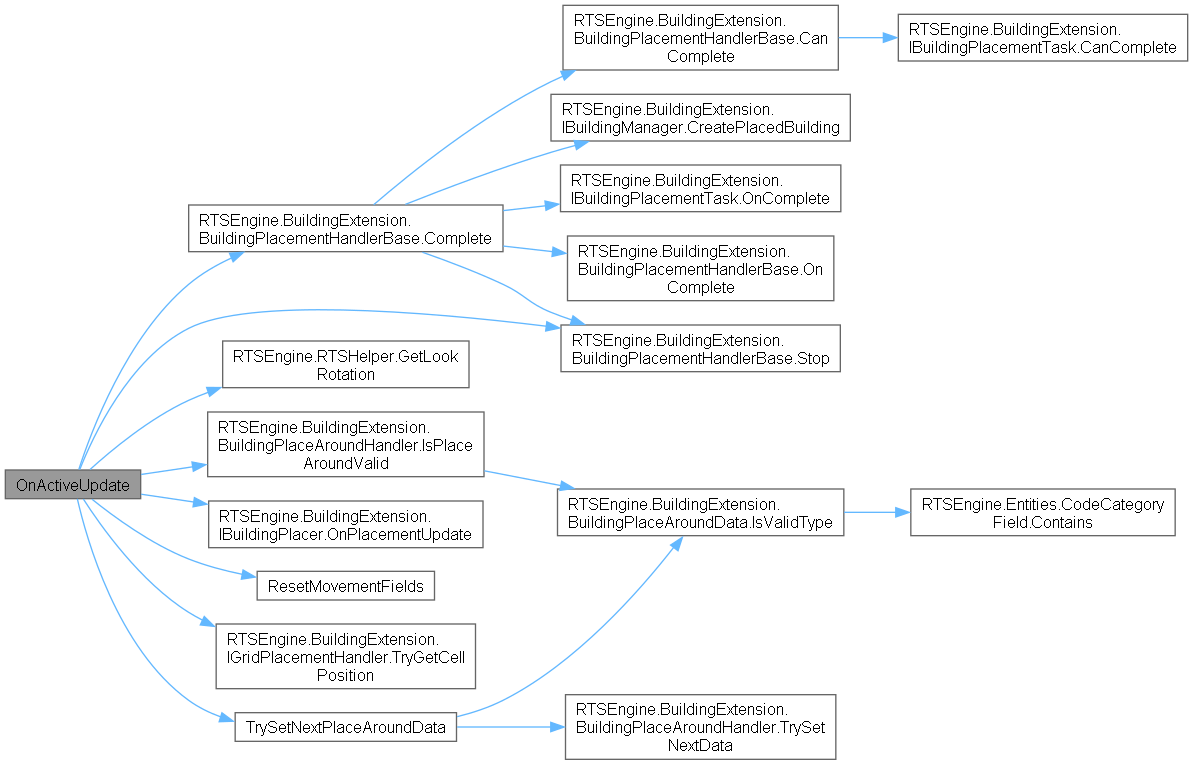 RTSEngine.BuildingExtension.
BuildingPlacementHandlerBase.Can
Complete
RTSEngine.BuildingExtension.
IBuildingPlacementTask.CanComplete
RTSEngine.BuildingExtension.
IBuildingManager.CreatePlacedBuilding
RTSEngine.BuildingExtension.
IBuildingPlacementTask.OnComplete
RTSEngine.BuildingExtension.
BuildingPlacementHandlerBase.Complete
RTSEngine.BuildingExtension.
BuildingPlacementHandlerBase.On
Complete
RTSEngine.BuildingExtension.
BuildingPlacementHandlerBase.Stop
RTSEngine.RTSHelper.GetLook
Rotation
RTSEngine.BuildingExtension.
BuildingPlaceAroundHandler.IsPlace
AroundValid
OnActiveUpdate
RTSEngine.BuildingExtension.
BuildingPlaceAroundData.IsValidType
RTSEngine.Entities.CodeCategory
Field.Contains
RTSEngine.BuildingExtension.
IBuildingPlacer.OnPlacementUpdate
ResetMovementFields
RTSEngine.BuildingExtension.
IGridPlacementHandler.TryGetCell
Position
TrySetNextPlaceAroundData
RTSEngine.BuildingExtension.
BuildingPlaceAroundHandler.TrySet
NextData